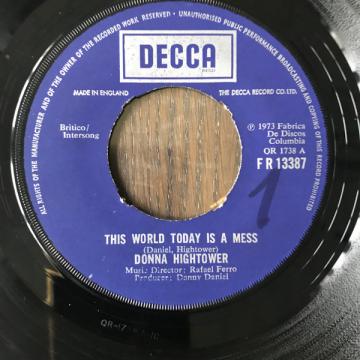 ALL RIGHTS OF THE MANUFACTURER AND OF THE OWNER OF THE RECORDED WORK RESERVED · UNAUTHORISED PUBLIC PERFORMANCE BROADCASTING AND COPYING OF THIS RECORD PROHIBITED
DECCA
MADE IN ENGLAND
THE DECCA RECORD CO. LTD.
Britico/
Intersong
℗ 1973 Fabrica
De Discos
Columbia
QR 1738 A
F R 13387
1
THIS WORLD TODAY IS A MESS
(Daniel, Hightower)
DONNA HIGHTOWER
Music Director: Rafael Ferro
Producer: Danny Daniel